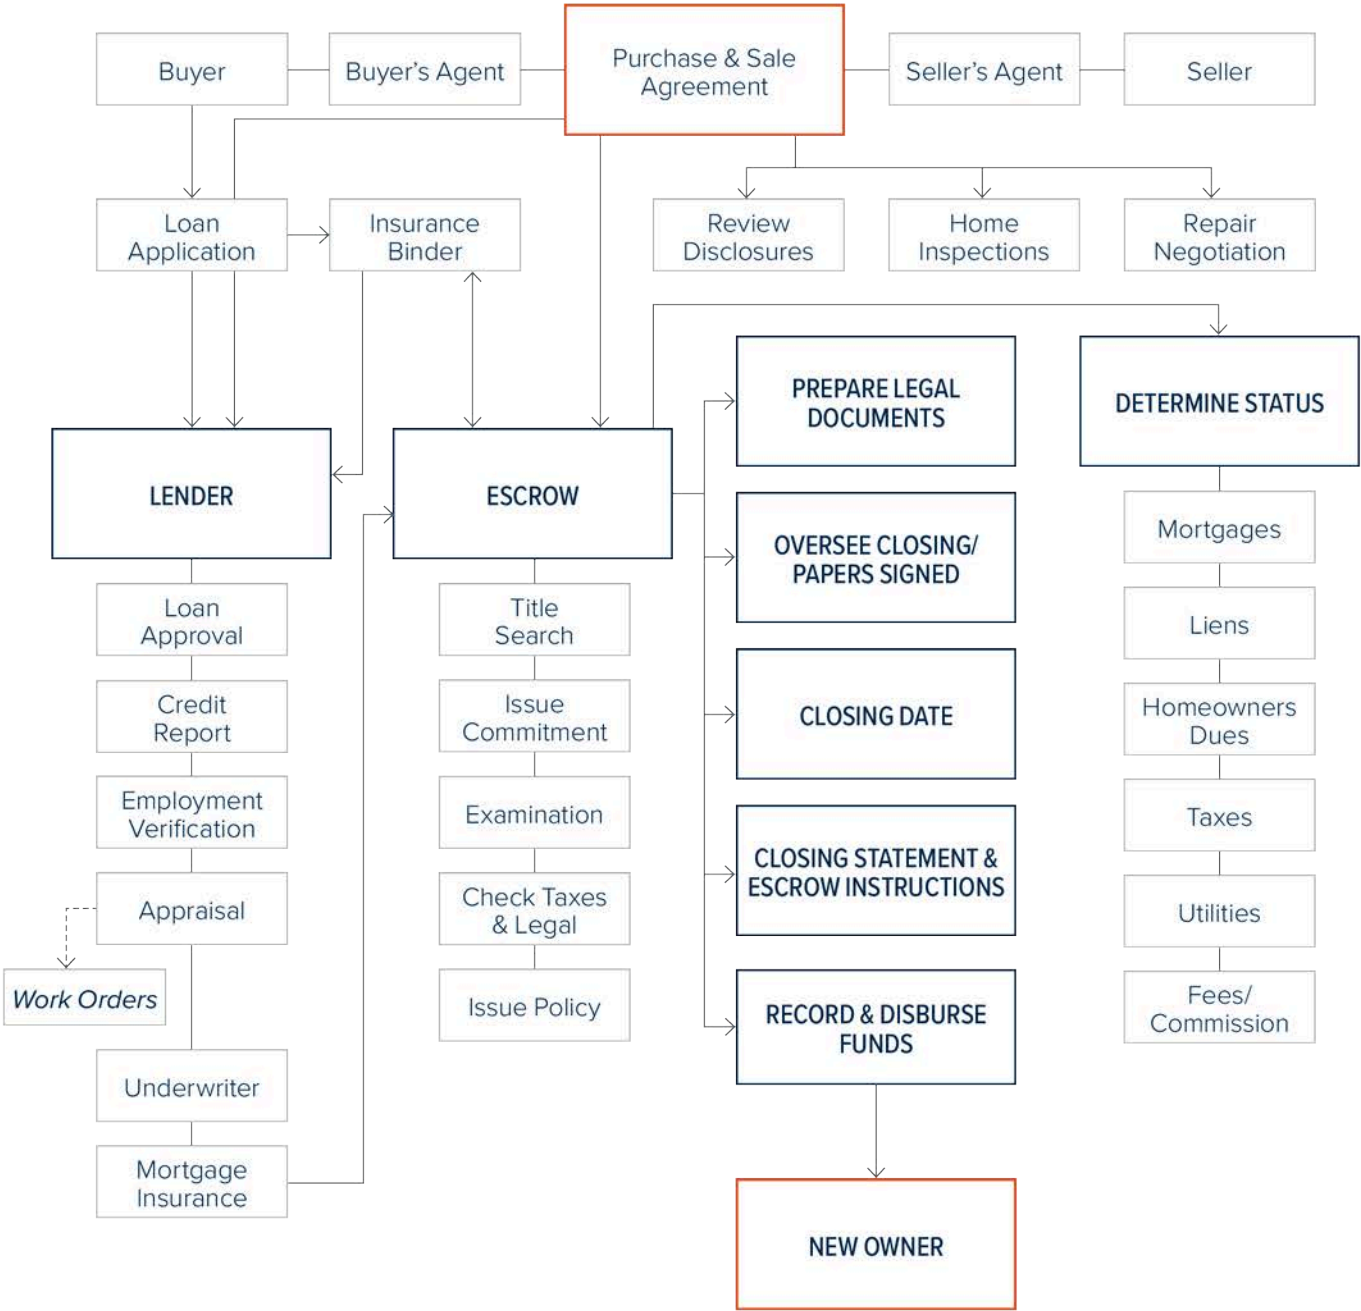 Buyer
Buyer's Agent
Purchase & Sale
Agreement
Seller's Agent
Seller
Loan
Application
Insurance
Binder
Review
Disclosures
Home
Inspections
Repair
Negotiation
LENDER
Loan
Approval
Credit
Report
Employment
Verification
Appraisal
Work Orders
Underwriter
Mortgage
Insurance
ESCROW
Title
Search
Issue
Commitment
Examination
Check Taxes
& Legal
Issue Policy
PREPARE LEGAL
DOCUMENTS
OVERSEE CLOSING/
PAPERS SIGNED
CLOSING DATE
CLOSING STATEMENT &
ESCROW INSTRUCTIONS
RECORD & DISBURSE
FUNDS
NEW OWNER
DETERMINE STATUS
Mortgages
Liens
Homeowners
Dues
Taxes
Utilities
Fees/
Commission